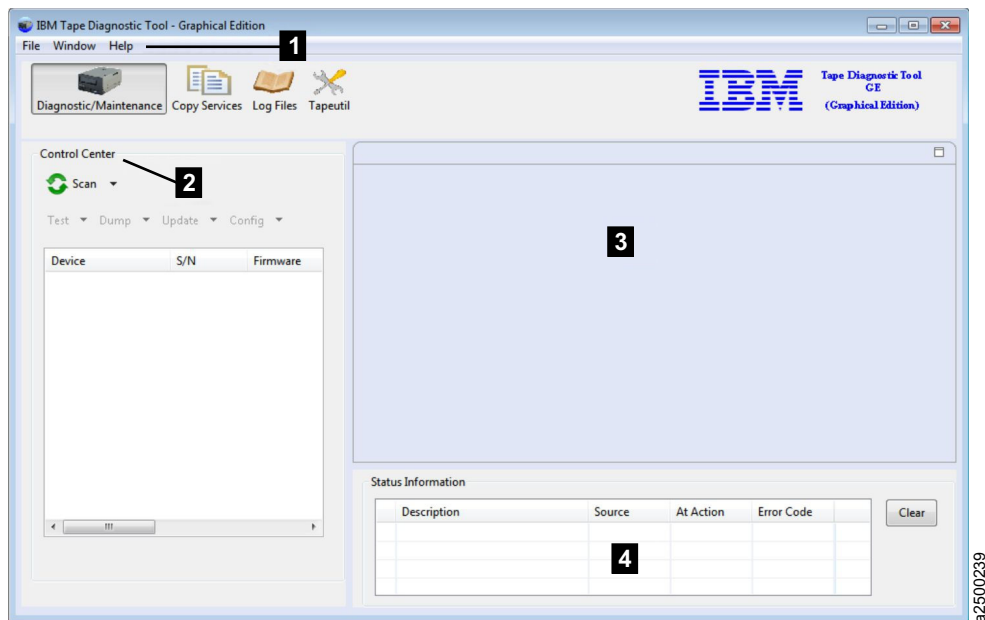 IBM Tape Diagnostic Tool - Graphical Edition
File Window Help
1
Diagnostic/Maintenance Copy Services Log Files Tapeutil
IBM
Tape Diagnostic Tool
GE
(Graphical Edition)
Control Center
Scan
2
Test Dump Update Config
Device S/N Firmware
3
Status Information
Description Source At Action Error Code
Clear
4
a2500239